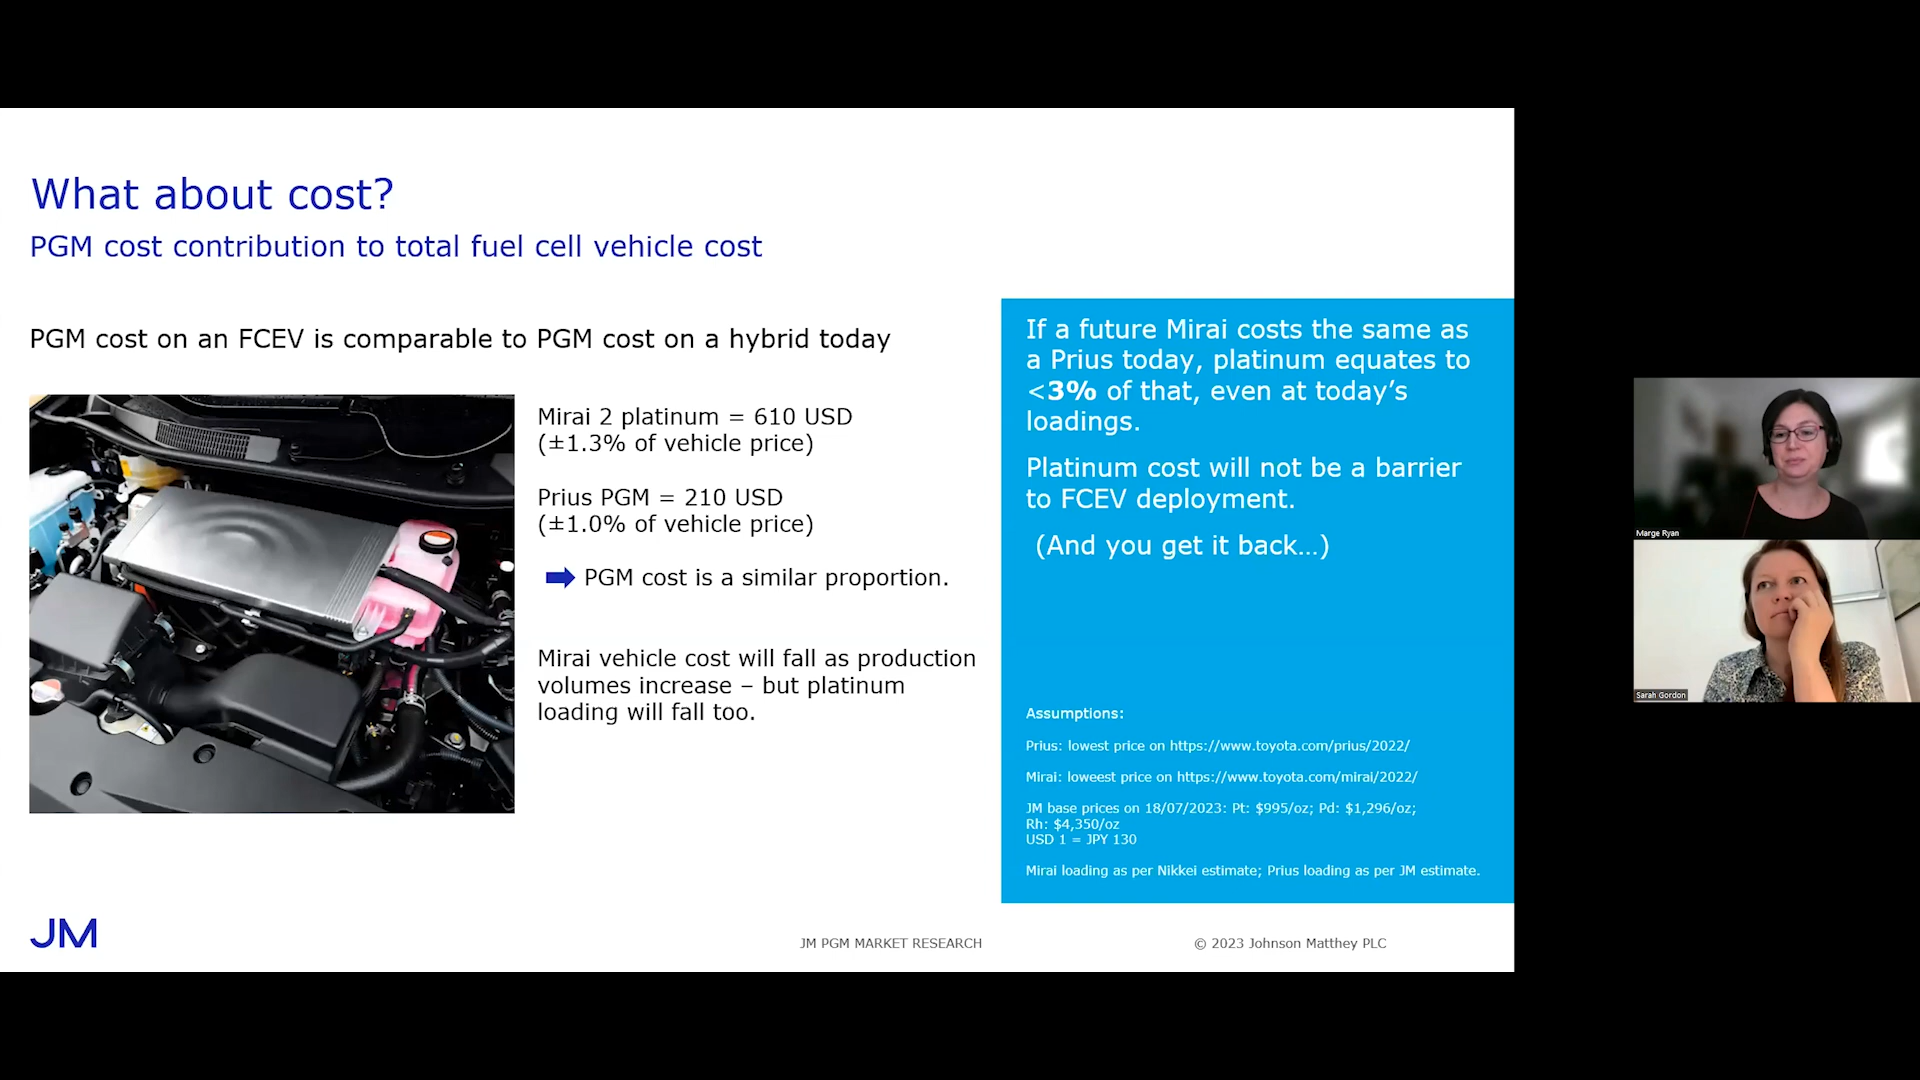 What about cost?
PGM cost contribution to total fuel cell vehicle cost
PGM cost on an FCEV is comparable to PGM cost on a hybrid today
Mirai 2 platinum = 610 USD
(±1.3% of vehicle price)
Prius PGM = 210 USD
(±1.0% of vehicle price)
PGM cost is a similar proportion.
Mirai vehicle cost will fall as production
volumes increase – but platinum
loading will fall too.
If a future Mirai costs the same as
a Prius today, platinum equates to
<3% of that, even at today’s
loadings.
Platinum cost will not be a barrier
to FCEV deployment.
(And you get it back…)
Assumptions:
Prius: lowest price on https://www.toyota.com/prius/2022/
Mirai: loweest price on https://www.toyota.com/mirai/2022/
JM base prices on 18/07/2023: Pt: $995/oz; Pd: $1,296/oz;
Rh: $4,350/oz
USD 1 = JPY 130
Mirai loading as per Nikkei estimate; Prius loading as per JM estimate.
JM
JM PGM MARKET RESEARCH
© 2023 Johnson Matthey PLC
Marge Ryan
Sarah Gordon